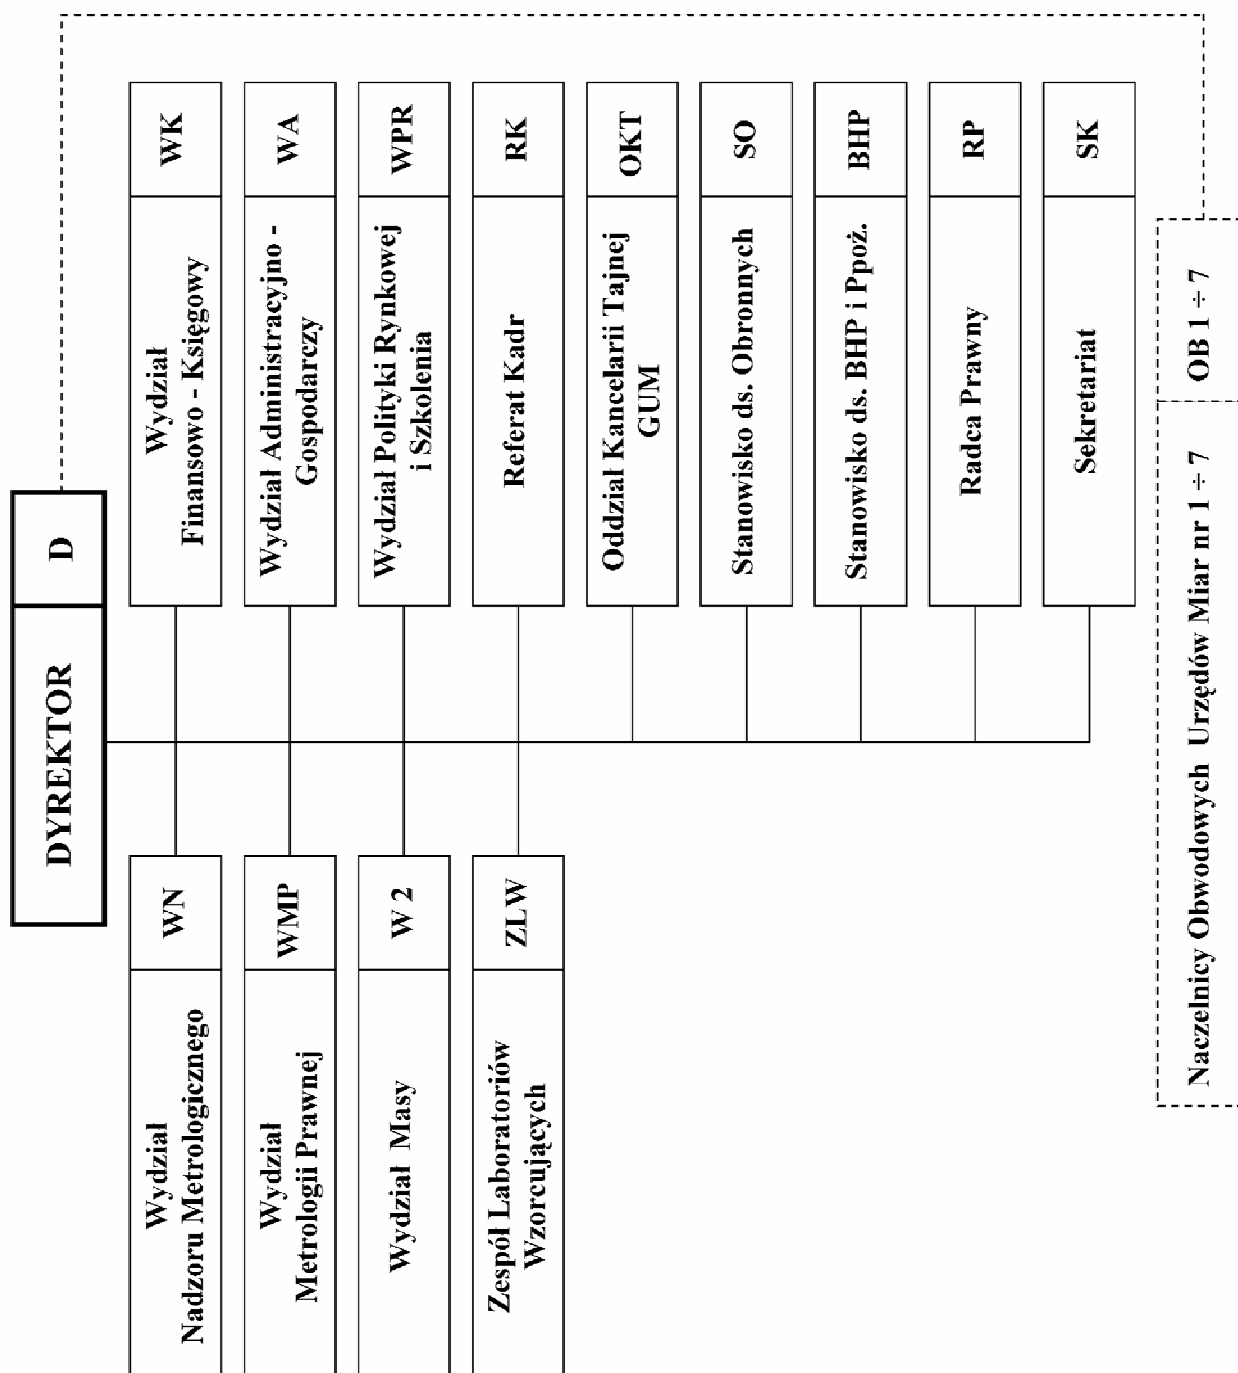 DYREKTOR
D
Wydział
Nadzoru Metrologicznego
WN
Wydział
Metrologii Prawnej
WMP
Wydział Masy
W 2
Zespół Laboratoriów
Wzorcujących
ZLW
Wydział
Finansowo - Księgowy
WK
Wydział Administracyjno -
Gospodarczy
WA
Wydział Polityki Rynkowej
i Szkolenia
WPR
Referat Kadr
RK
Oddział Kancelarii Tajnej
GUM
OKT
Stanowisko ds. Obronnych
SO
Stanowisko ds. BHP i Ppoż.
BHP
Radca Prawny
RP
Sekretariat
SK
Naczelnicy Obwodowych Urzędów Miar nr 1 ÷ 7
OB 1 ÷ 7